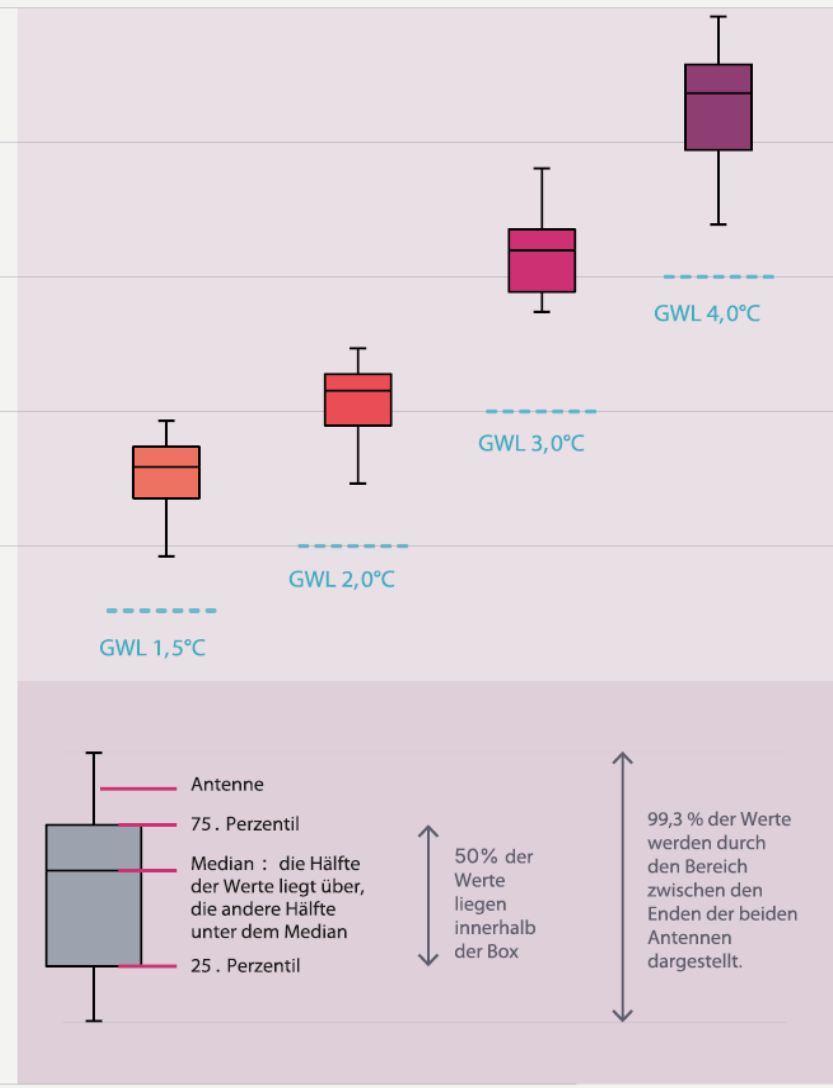 GWL 4,0°C
GWL 3,0°C
GWL 2,0°C
GWL 1,5°C
Antenne
75. Perzentil
Median : die Hälfte
der Werte liegt über,
die andere Hälfte
unter dem Median
25. Perzentil
50% der
Werte
liegen
innerhalb
der Box
99,3 % der Werte
werden durch
den Bereich
zwischen den
Enden der beiden
Antennen
dargestellt.